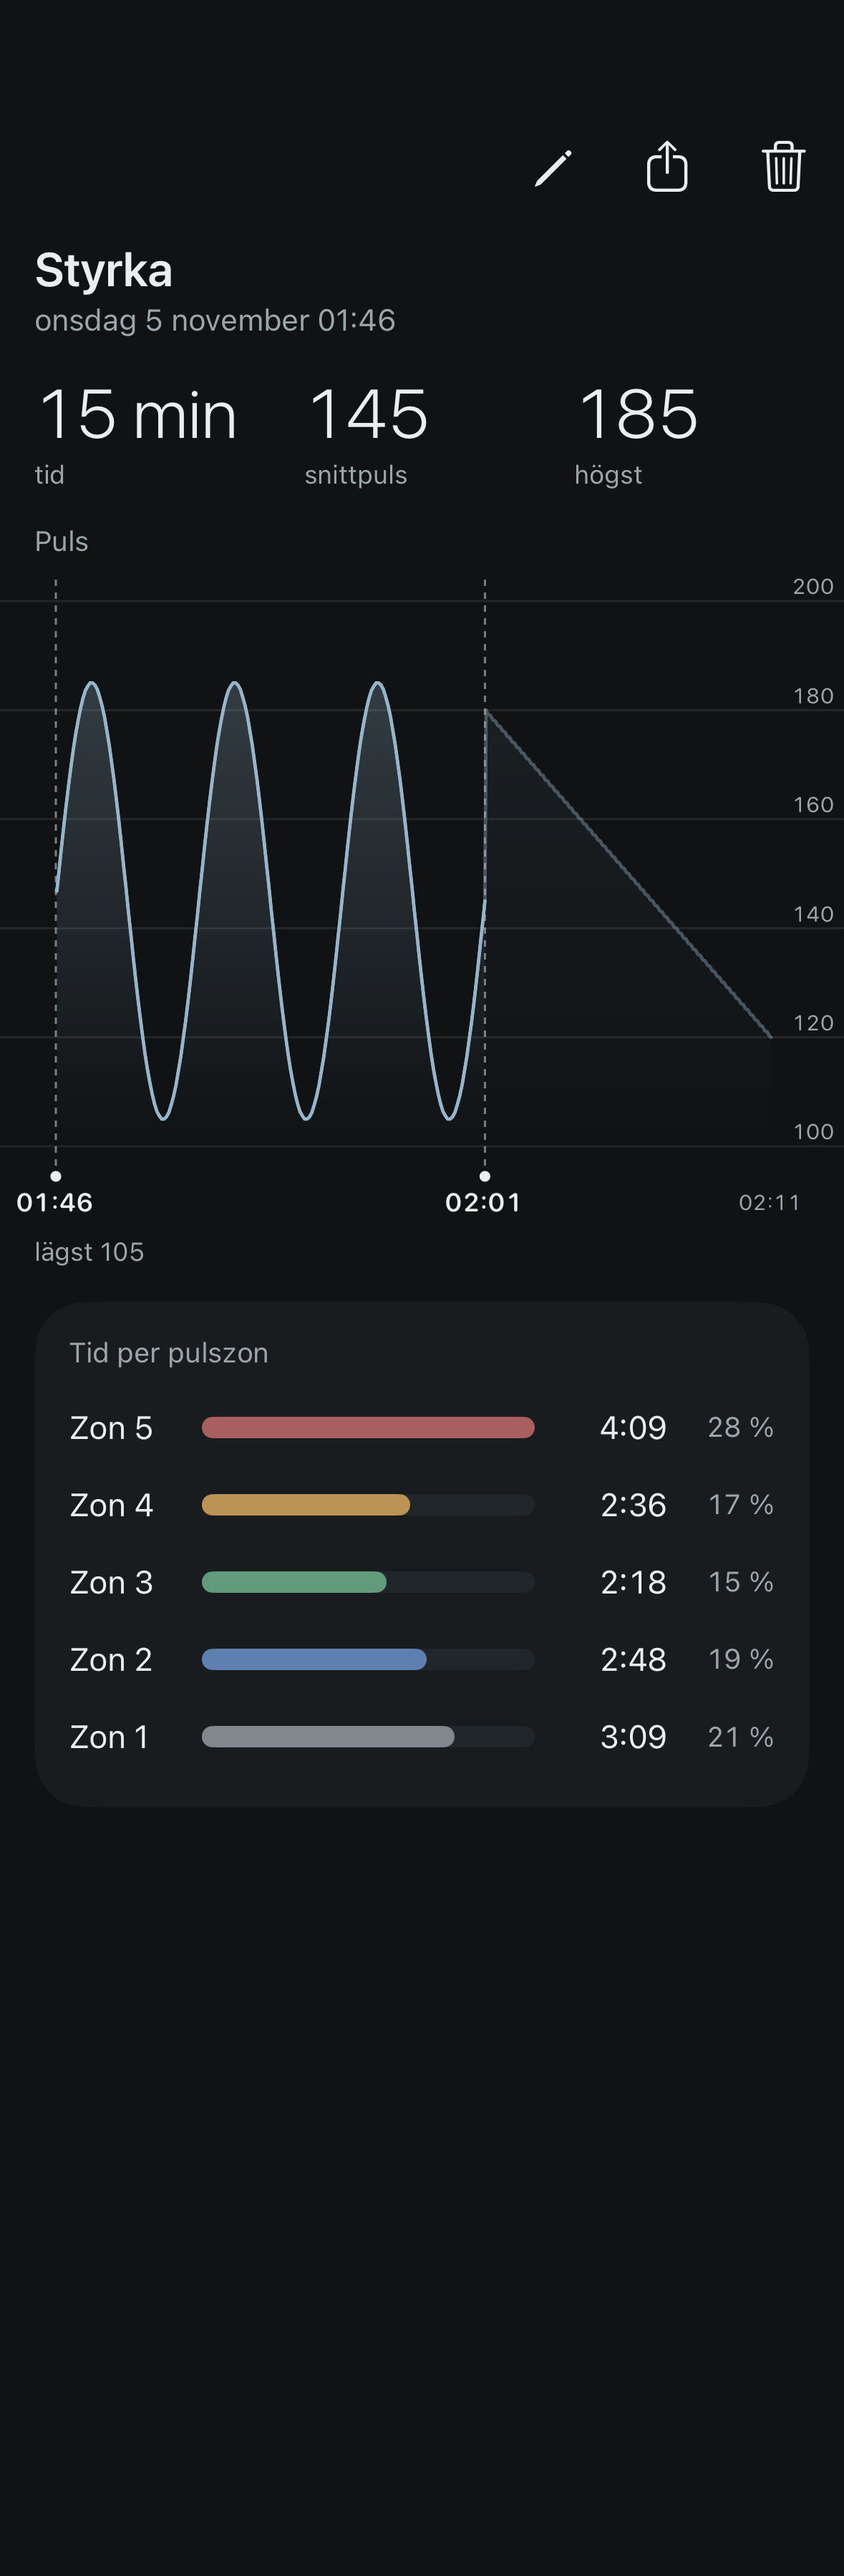 Styrka
onsdag 5 november 01:46
15 min 145 185
tid snittpuls högst
Puls
200
180
160
140
120
100
01:46 02:01 02:11
lägst 105
Tid per pulszon
Zon 5 4:09 28 %
Zon 4 2:36 17 %
Zon 3 2:18 15 %
Zon 2 2:48 19 %
Zon 1 3:09 21 %